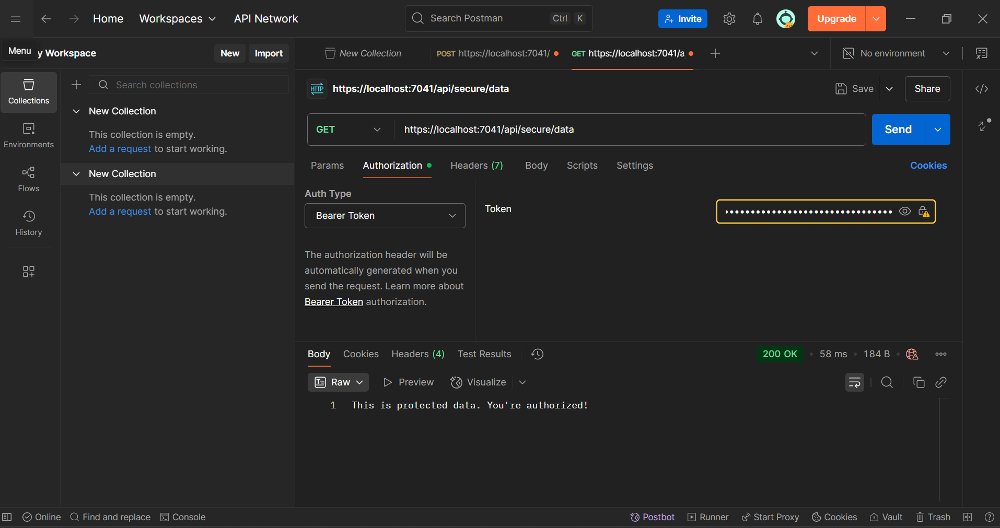 Home
Workspaces
API Network
Search Postman
Ctrl
K
Invite
Upgrade
Menu
y Workspace
New
Import
New Collection
POST https://localhost:7041/
GET https://localhost:7041/a
No environment
Collections
Environments
Flows
History
Search collections
New Collection
This collection is empty.
Add a request to start working.
New Collection
This collection is empty.
Add a request to start working.
HTTP
https://localhost:7041/api/secure/data
Save
Share
GET
https://localhost:7041/api/secure/data
Send
Params
Authorization
Headers (7)
Body
Scripts
Settings
Cookies
Auth Type
Bearer Token
The authorization header will be
automatically generated when you
send the request. Learn more about
Bearer Token authorization.
Token
Body
Cookies
Headers (4)
Test Results
200 OK
58 ms
184 B
Raw
Preview
Visualize
1 This is protected data. You're authorized!
Online
Find and replace
Console
Postbot
Runner
Start Proxy
Cookies
Vault
Trash